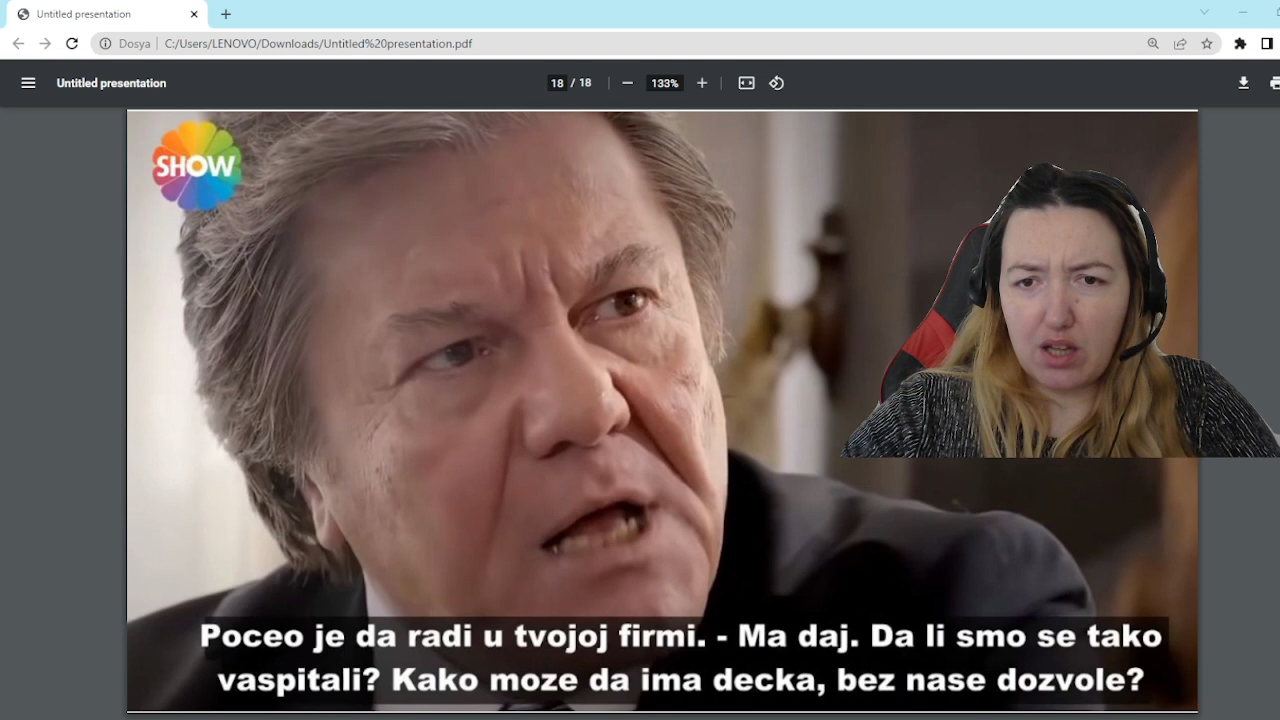 Untitled presentation
Dosya
C:/Users/LENOVO/Downloads/Untitled%20presentation.pdf
Untitled presentation
18 / 18
133%
SHOW
Poceo je da radi u tvojoj firmi. - Ma daj. Da li smo se tako
vaspitali? Kako moze da ima decka, bez nase dozvole?